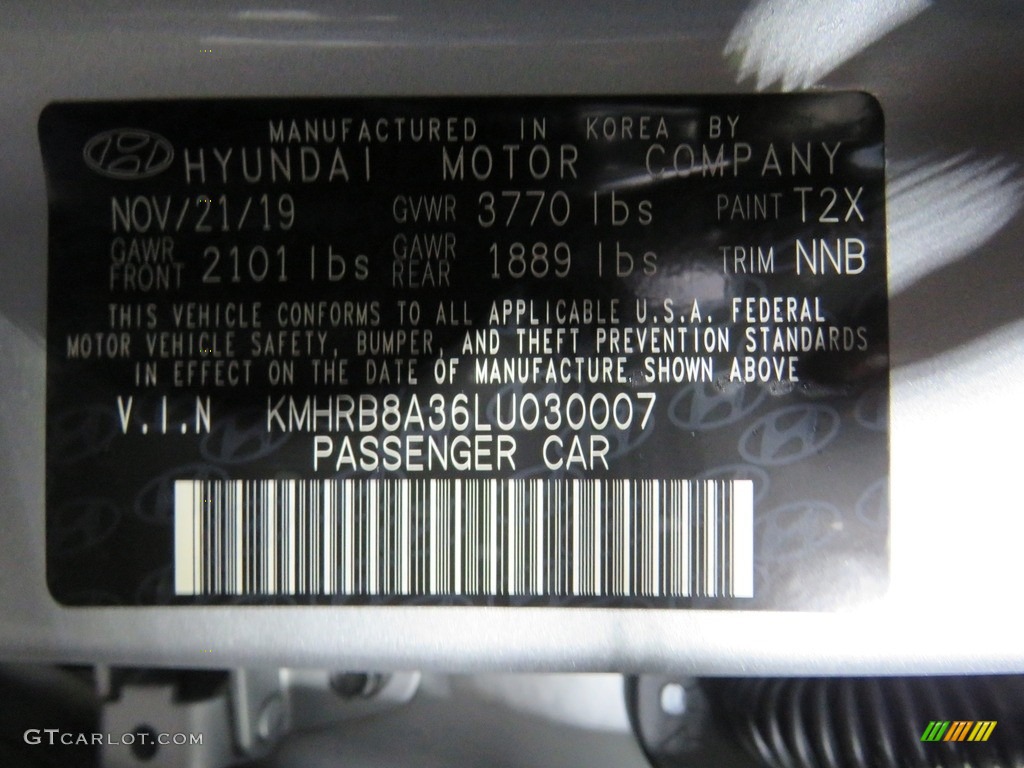 MANUFACTURED IN KOREA BY
HYUNDAI MOTOR COMPANY
NOV/21/19 GVWR 3770 lbs PAINT T2X
GAWR FRONT 2101 lbs GAWR REAR 1889 lbs TRIM NNB
THIS VEHICLE CONFORMS TO ALL APPLICABLE U.S.A. FEDERAL
MOTOR VEHICLE SAFETY, BUMPER, AND THEFT PREVENTION STANDARDS
IN EFFECT ON THE DATE OF MANUFACTURE SHOWN ABOVE
V.I.N KMHRB8A36LU030007
PASSENGER CAR
GTCARLOT.COM